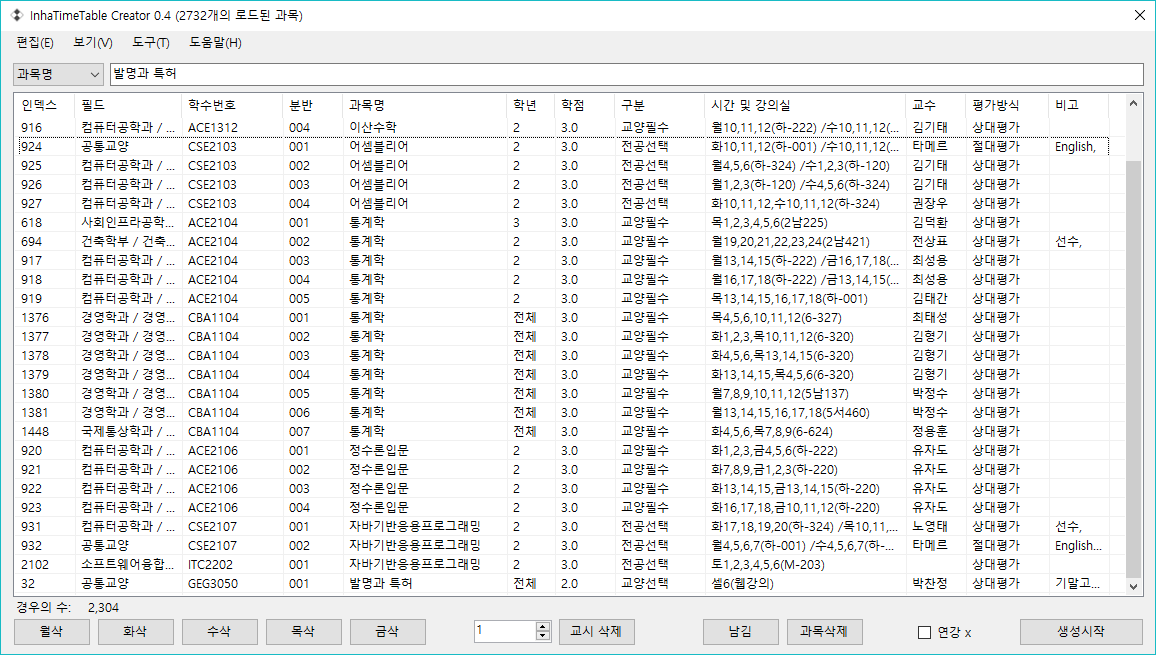 InhaTimeTable Creator 0.4 (2732개의 로드된 과목)
편집(E) 보기(V) 도구(T) 도움말(H)
과목명 발명과 특허
인덱스 필드 학수번호 분반 과목명 학년 학점 구분 시간 및 강의실 교수 평가방식 비고
916 컴퓨터공학과 / ... ACE1312 004 이산수학 2 3.0 교양필수 월10,11,12(하-222) /수10,11,12(... 김기태 상대평가
924 공통교양 CSE2103 001 어셈블리어 2 3.0 전공선택 화10,11,12(하-001) /수10,11,12(... 타메르 절대평가 English,
925 컴퓨터공학과 / ... CSE2103 002 어셈블리어 2 3.0 전공선택 월4,5,6(하-324) /수1,2,3(하-120) 김기태 상대평가
926 컴퓨터공학과 / ... CSE2103 003 어셈블리어 2 3.0 전공선택 월1,2,3(하-120) /수4,5,6(하-324) 김기태 상대평가
927 컴퓨터공학과 / ... CSE2103 004 어셈블리어 2 3.0 전공선택 화10,11,12,수10,11,12(하-324) 권장우 상대평가
618 사회인프라공학... ACE2104 001 통계학 3 3.0 교양필수 목1,2,3,4,5,6(2남225) 김덕환 상대평가
694 건축학부 / 건축... ACE2104 002 통계학 2 3.0 교양필수 월19,20,21,22,23,24(2남421) 전상표 상대평가 선수,
917 컴퓨터공학과 / ... ACE2104 003 통계학 2 3.0 교양필수 월13,14,15(하-222) /금16,17,18(... 최성용 상대평가
918 컴퓨터공학과 / ... ACE2104 004 통계학 2 3.0 교양필수 월16,17,18(하-222) /금13,14,15(... 최성용 상대평가
919 컴퓨터공학과 / ... ACE2104 005 통계학 2 3.0 교양필수 목13,14,15,16,17,18(하-001) 김태간 상대평가
1376 경영학과 / 경영... CBA1104 001 통계학 전체 3.0 교양필수 목4,5,6,10,11,12(6-327) 최태성 상대평가
1377 경영학과 / 경영... CBA1104 002 통계학 전체 3.0 교양필수 화1,2,3,목10,11,12(6-320) 김형기 상대평가
1378 경영학과 / 경영... CBA1104 003 통계학 전체 3.0 교양필수 화4,5,6,목13,14,15(6-320) 김형기 상대평가
1379 경영학과 / 경영... CBA1104 004 통계학 전체 3.0 교양필수 화13,14,15,목4,5,6(6-320) 김형기 상대평가
1380 경영학과 / 경영... CBA1104 005 통계학 전체 3.0 교양필수 월7,8,9,10,11,12(5남137) 박정수 상대평가
1381 경영학과 / 경영... CBA1104 006 통계학 전체 3.0 교양필수 월13,14,15,16,17,18(5서460) 박정수 상대평가
1448 국제통상학과 / ... CBA1104 007 통계학 전체 3.0 교양필수 화4,5,6,목7,8,9(6-624) 정용훈 상대평가
920 컴퓨터공학과 / ... ACE2106 001 정수론입문 2 3.0 교양필수 화1,2,3,금4,5,6(하-222) 유자도 상대평가
921 컴퓨터공학과 / ... ACE2106 002 정수론입문 2 3.0 교양필수 화7,8,9,금1,2,3(하-220) 유자도 상대평가
922 컴퓨터공학과 / ... ACE2106 003 정수론입문 2 3.0 교양필수 화13,14,15,금13,14,15(하-220) 유자도 상대평가
923 컴퓨터공학과 / ... ACE2106 004 정수론입문 2 3.0 교양필수 화16,17,18,금10,11,12(하-220) 유자도 상대평가
931 컴퓨터공학과 / ... CSE2107 001 자바기반응용프로그래밍 2 3.0 전공선택 화17,18,19,20(하-324) /목10,11,... 노영태 상대평가 선수,
932 공통교양 CSE2107 002 자바기반응용프로그래밍 2 3.0 전공선택 월4,5,6,7(하-001) /수4,5,6,7(하-... 타메르 절대평가 English...
2102 소프트웨어융합... ITC2202 001 자바기반응용프로그래밍 2 3.0 전공선택 토1,2,3,4,5,6(M-203) 상대평가
32 공통교양 GEG3050 001 발명과 특허 전체 2.0 교양선택 셀6(웹강의) 박찬정 상대평가 기말고...
경우의 수: 2,304
월삭 화삭 수삭 목삭 금삭 1 교시 삭제 남김 과목삭제 연강 x 생성시작